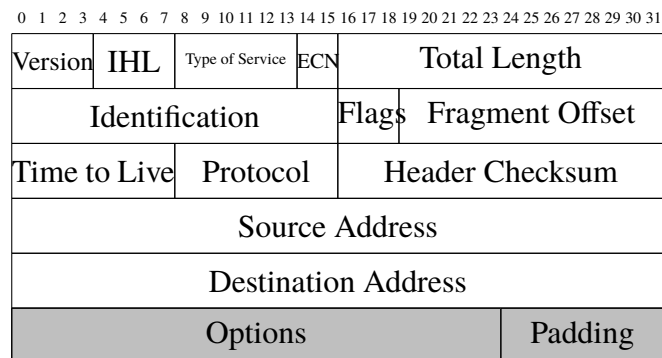 0 1 2 3 4 5 6 7 8 9 10 11 12 13 14 15 16 17 18 19 20 21 22 23 24 25 26 27 28 29 30 31
Version IHL Type of Service ECN Total Length
Identification Flags Fragment Offset
Time to Live Protocol Header Checksum
Source Address
Destination Address
Options Padding